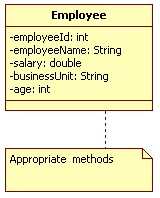 Employee
-employeeId: int
-employeeName: String
-salary: double
-businessUnit: String
-age: int
Appropriate methods